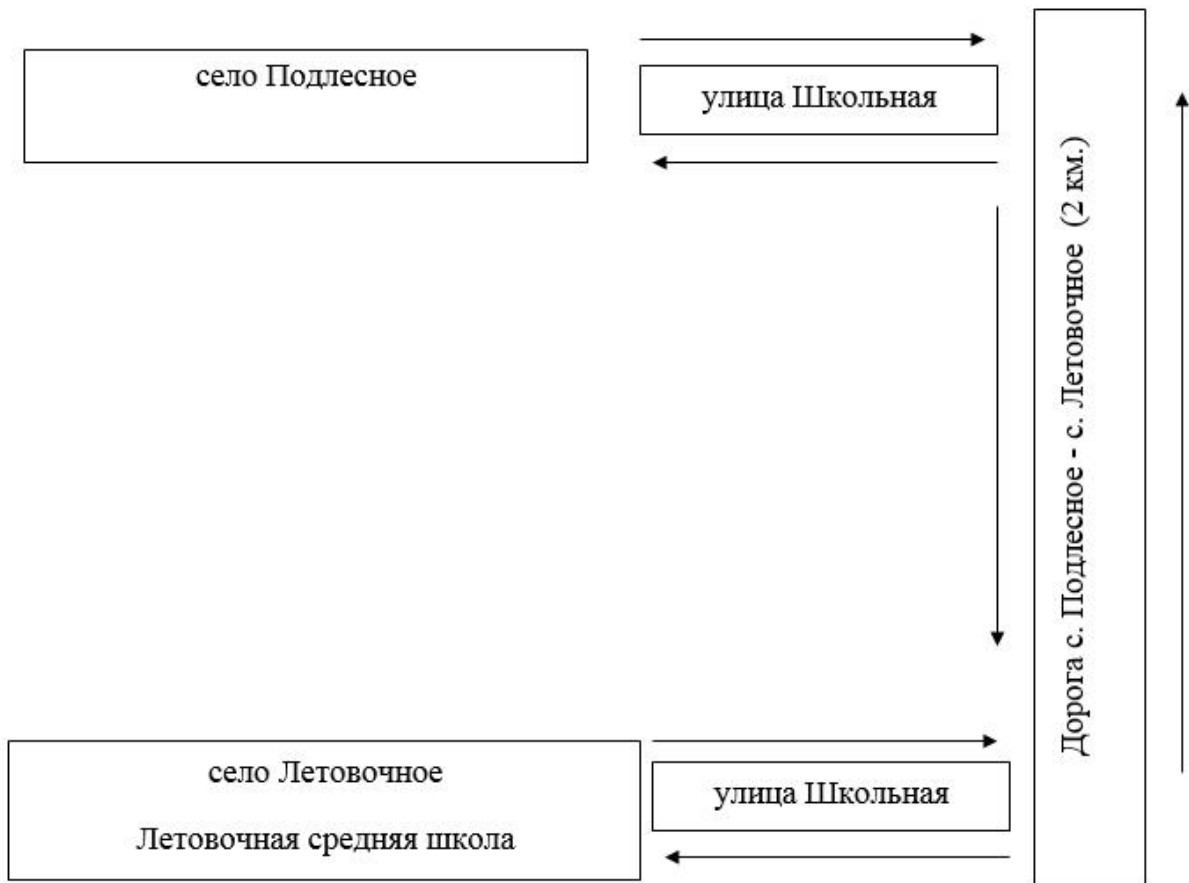 село Подлесное
улица Школьная
Дорога с. Подлесное - с. Летовочное (2 км.)
село Летовочное
Летовочная средняя школа
улица Школьная